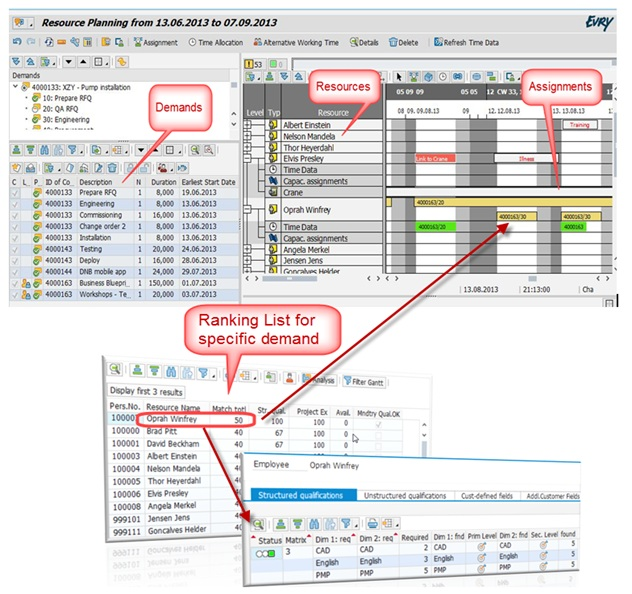 Resource Planning from 13.06.2013 to 07.09.2013
EVRY
Assignment Time Allocation Alternative Working Time Details Delete Refresh Time Data
53 0
Demands
4000133: XZY - Pump installation
10: Prepare RFQ
20: QA RFQ
30: Engineering
Demands
Resources
Assignments
C L P ID of Co Description N Duration Earliest Start Date
4000133 Prepare RFQ 1 8,000 19.06.2013
4000133 Engineering 1 8,000 13.06.2013
4000133 Commissioning 1 16,000 13.06.2013
4000133 Change order 2 1 8,000 13.06.2013
4000133 Installation 1 8,000 13.06.2013
4000143 Testing 1 20,000 24.06.2013
4000143 Deploy 1 16,000 28.06.2013
4000144 DNB mobile app 1 24,000 29.07.2013
4000163 Business Bluepri_ 1 150,000 01.07.2013
4000163 Workshops - Te_ 1 2,000 03.07.2013
Level Typ Resource
05 09 09 05 05 12 CW 33,
08 09. 09.08.13 12. 12.08.13 13. 13.08.13
Albert Einstein Training
Nelson Mandela
Thor Heyerdahl
Elvis Presley Link to Crane Illness
Time Data
Capac. assignments
Crane
4000163/20
Oprah Winfrey
4000163/30 4000163/30
Time Data 4000163/20 4000163
Capac. assignments
Angela Merkel
Jensen Jens
Goncalves Helder
13.08.2013 21:13:00 Cha
Ranking List for
specific demand
Analysis Filter Gantt
Display first 3 results
Pers.No. Resource Name Match totl Str. Qual. Project Ex Avail. Mndtry Qual.OK
100007 Oprah Winfrey 50 100 100 0
100000 Brad Pitt 40 67 100 0
100001 David Beckham 40 67 100 0
100003 Albert Einstein 40
100004 Nelson Mandela 40
100005 Thor Heyerdahl 40
100006 Elvis Presley 40
100008 Angela Merkel 40
999101 Jensen Jens 40
999111 Goncalves Helder 40
Employee Oprah Winfrey
Structured qualifications Unstructured qualifications Cust-defined fields Addl.Customer Fields
Status Matrix Dim 1: req Dim 2: req Required Dim 1: fnd Dim 2: fnd Prim Level Sec. Level found
3 CAD CAD 2 CAD CAD 5
English English 3 English English 5
PMP PMP 5 PMP PMP 5